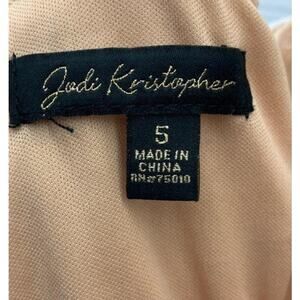 Jodi Kristopher
5
MADE IN
CHINA
RN#75010